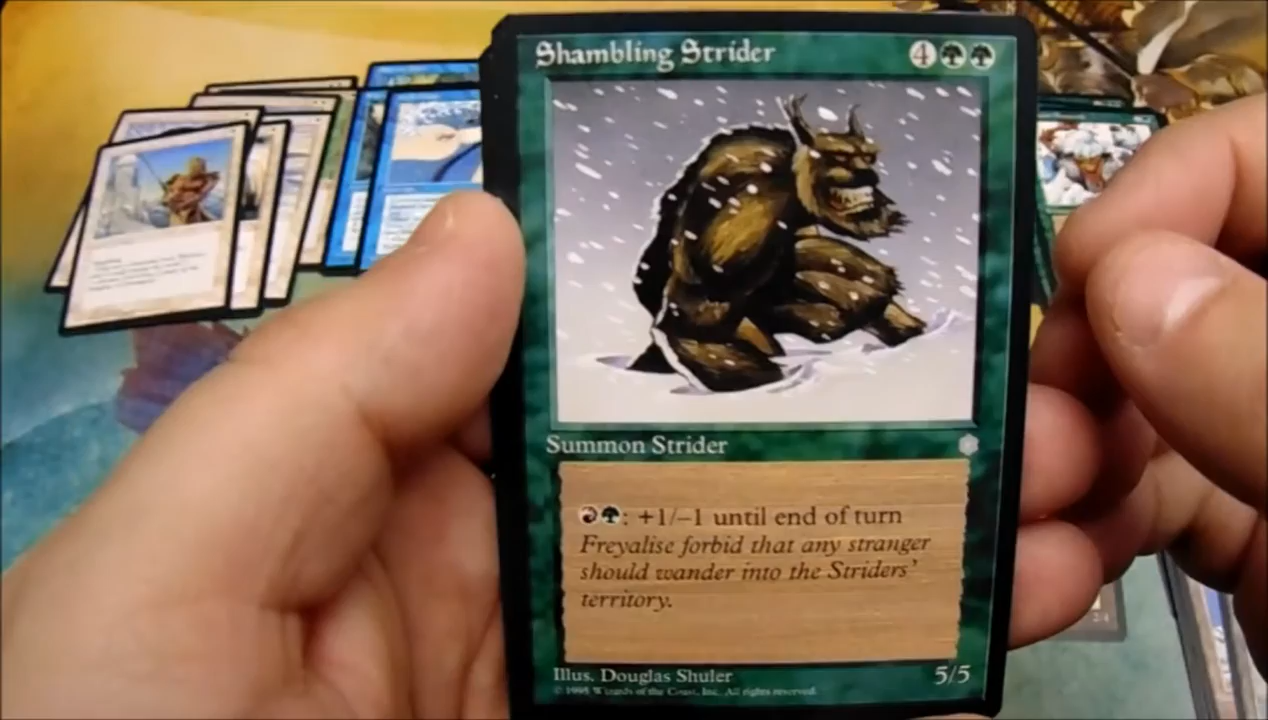 Shambling Strider 4
Summon Strider
: +1/-1 until end of turn
Freyalise forbid that any stranger
should wander into the Striders'
territory.
Illus. Douglas Shuler 5/5
© 1995 Wizards of the Coast, Inc. All rights reserved.